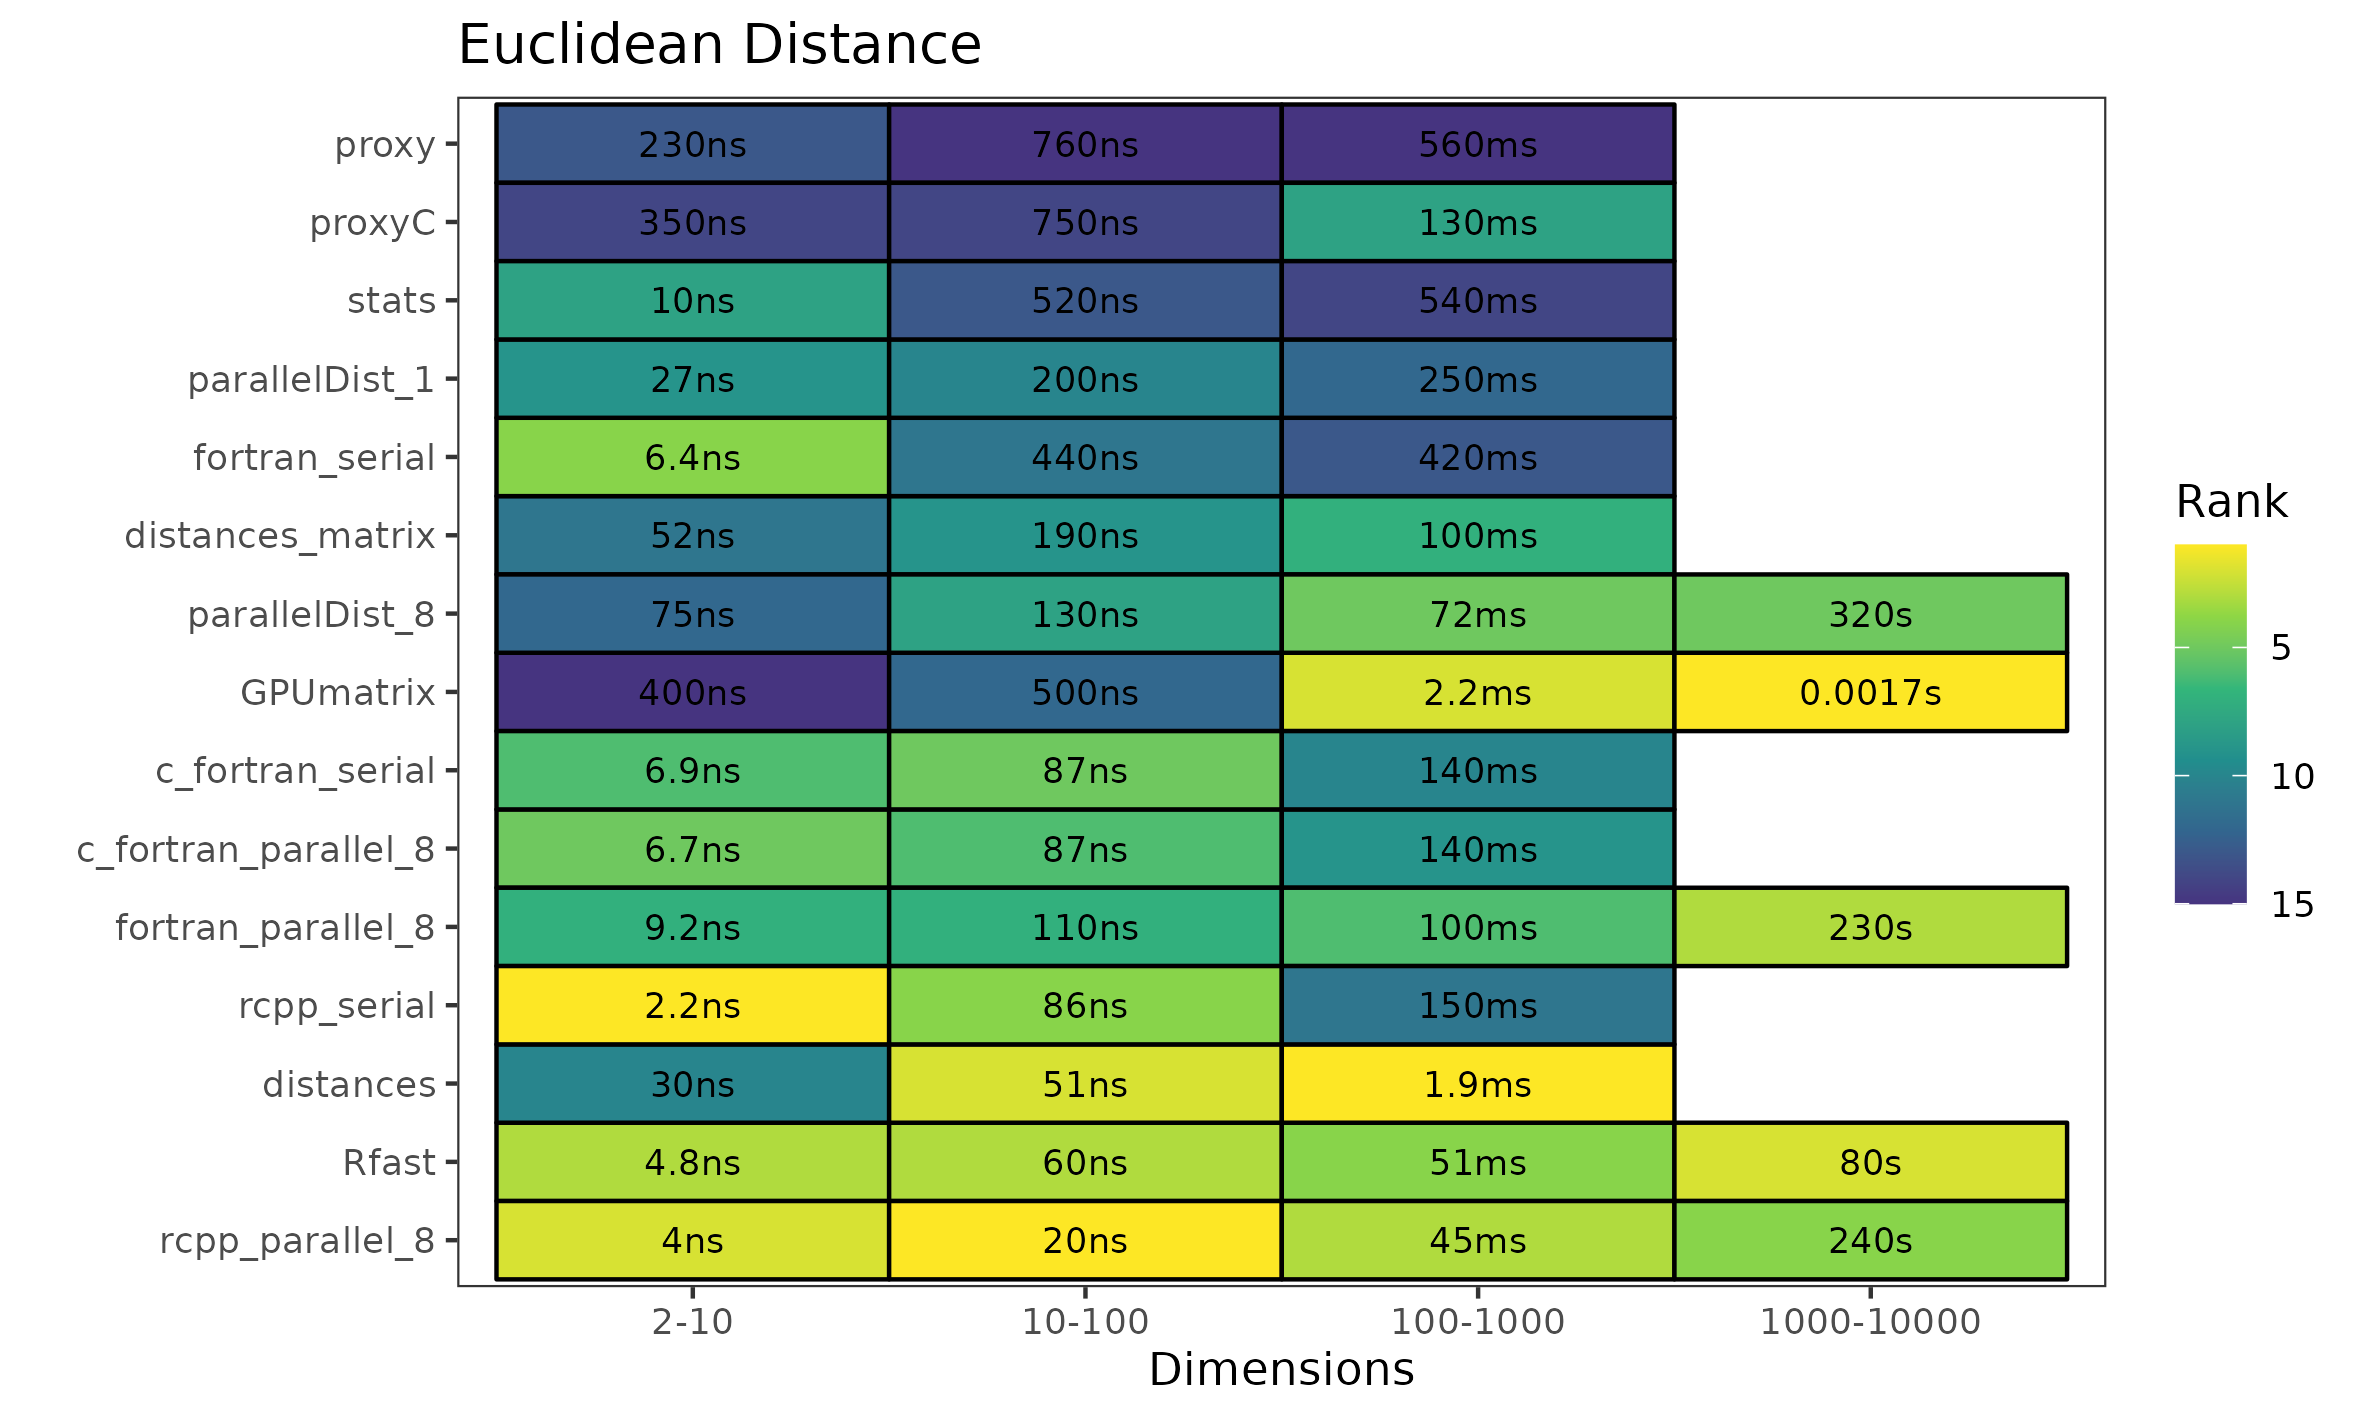 Euclidean Distance
proxy 230ns 760ns 560ms
proxyC 350ns 750ns 130ms
stats 10ns 520ns 540ms
parallelDist_1 27ns 200ns 250ms
fortran_serial 6.4ns 440ns 420ms
distances_matrix 52ns 190ns 100ms
parallelDist_8 75ns 130ns 72ms 320s
GPUmatrix 400ns 500ns 2.2ms 0.0017s
c_fortran_serial 6.9ns 87ns 140ms
c_fortran_parallel_8 6.7ns 87ns 140ms
fortran_parallel_8 9.2ns 110ns 100ms 230s
rcpp_serial 2.2ns 86ns 150ms
distances 30ns 51ns 1.9ms
Rfast 4.8ns 60ns 51ms 80s
rcpp_parallel_8 4ns 20ns 45ms 240s
2-10 10-100 100-1000 1000-10000
Dimensions
Rank
5
10
15